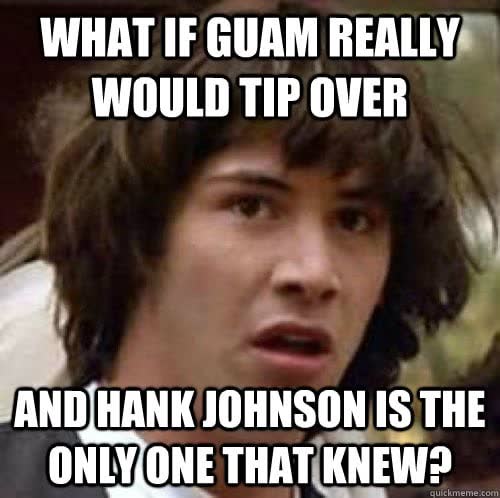 WHAT IF GUAM REALLY
WOULD TIP OVER
AND HANK JOHNSON IS THE
ONLY ONE THAT KNEW?
quickmeme.com